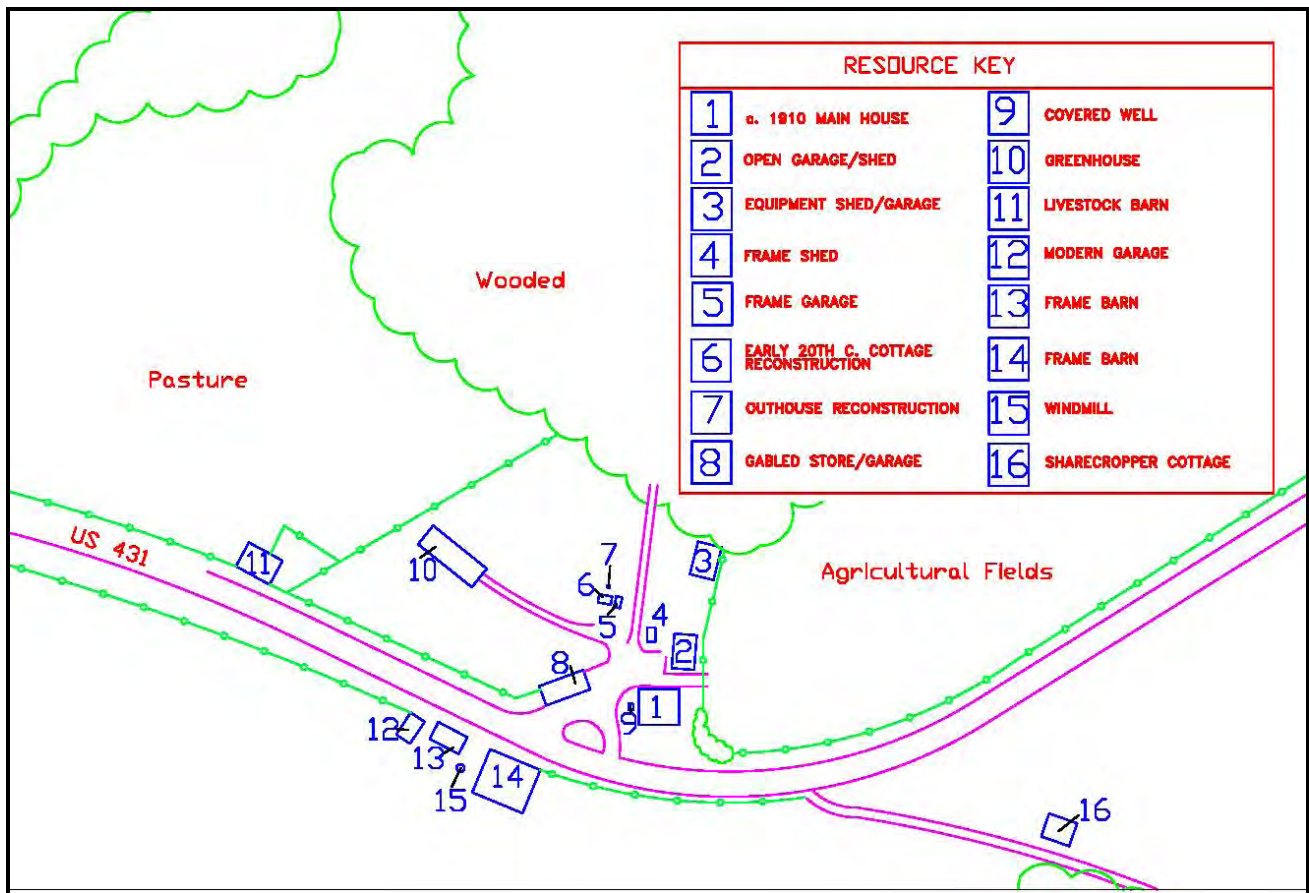 RESOURCE KEY
1 c. 1910 MAIN HOUSE
2 OPEN GARAGE/SHED
3 EQUIPMENT SHED/GARAGE
4 FRAME SHED
5 FRAME GARAGE
6 EARLY 20TH C. COTTAGE
RECONSTRUCTION
7 OUTHOUSE RECONSTRUCTION
8 GABLED STORE/GARAGE
9 COVERED WELL
10 GREENHOUSE
11 LIVESTOCK BARN
12 MODERN GARAGE
13 FRAME BARN
14 FRAME BARN
15 WINDMILL
16 SHARECROPPER COTTAGE
Wooded
Pasture
US 431
11
10
7
6
5
4
3
Agricultural Fields
2
8
9
1
12
13
15
14
16